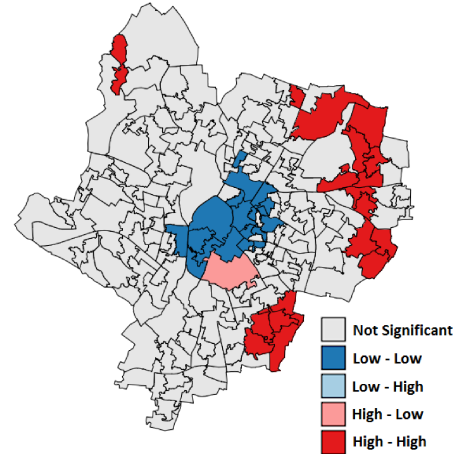 Not Significant
Low - Low
Low - High
High - Low
High - High